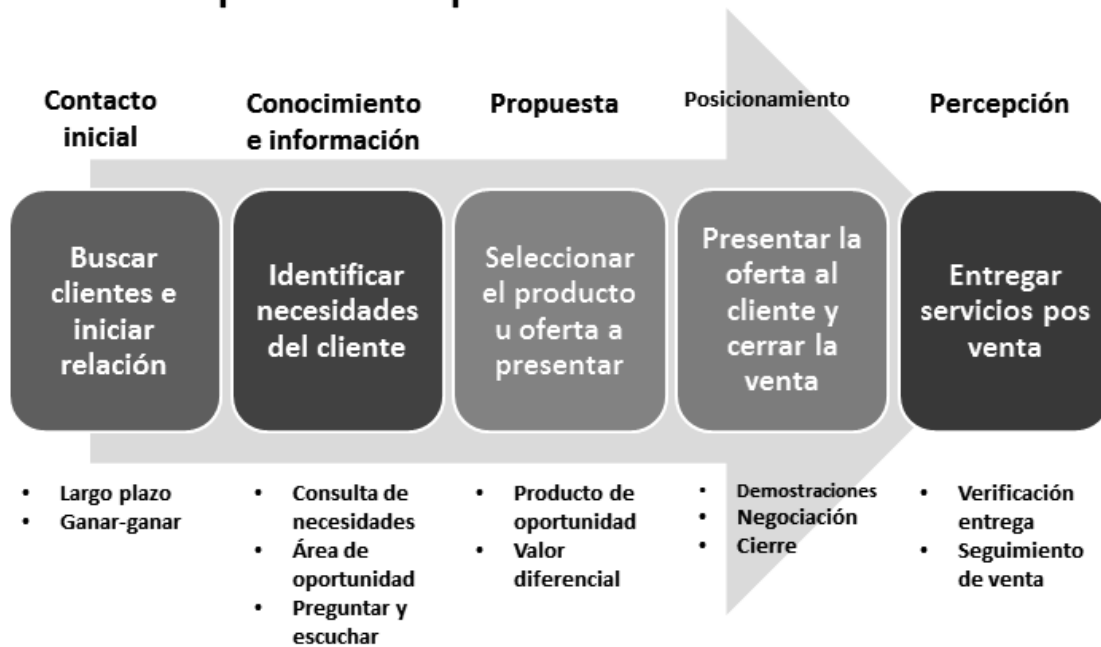 Contacto
inicial
Conocimiento
e información
Propuesta
Posicionamiento
Percepción
Buscar
clientes e
iniciar
relación
Identificar
necesidades
del cliente
Seleccionar
el producto
u oferta a
presentar
Presentar la
oferta al
cliente y
cerrar la
venta
Entregar
servicios pos
venta
• Largo plazo
• Ganar-ganar
• Consulta de
necesidades
• Área de
oportunidad
• Preguntar y
escuchar
• Producto de
oportunidad
• Valor
diferencial
• Demostraciones
• Negociación
• Cierre
• Verificación
entrega
• Seguimiento
de venta